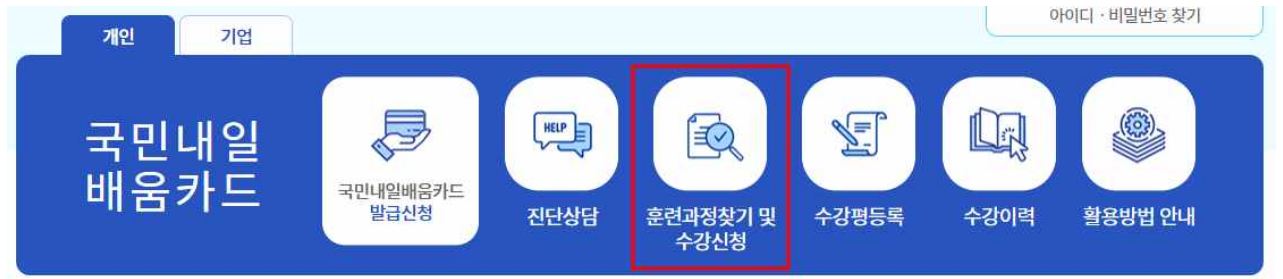 아이디 · 비밀번호 찾기
개인
기업
국민내일
배움카드
국민내일배움카드
발급신청
HELP
진단상담
훈련과정찾기 및
수강신청
수강평등록
수강이력
활용방법 안내